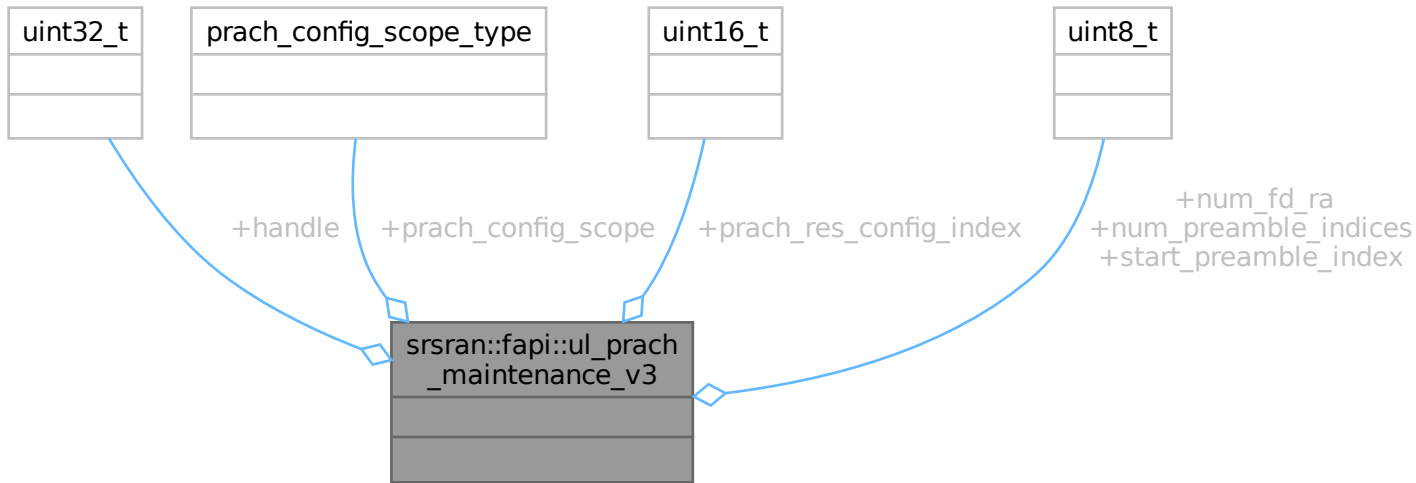 uint32_t
prach_config_scope_type
uint16_t
uint8_t
+handle
+prach_config_scope
+prach_res_config_index
+num_fd_ra
+num_preamble_indices
+start_preamble_index
srsran::fapi::ul_prach
_maintenance_v3